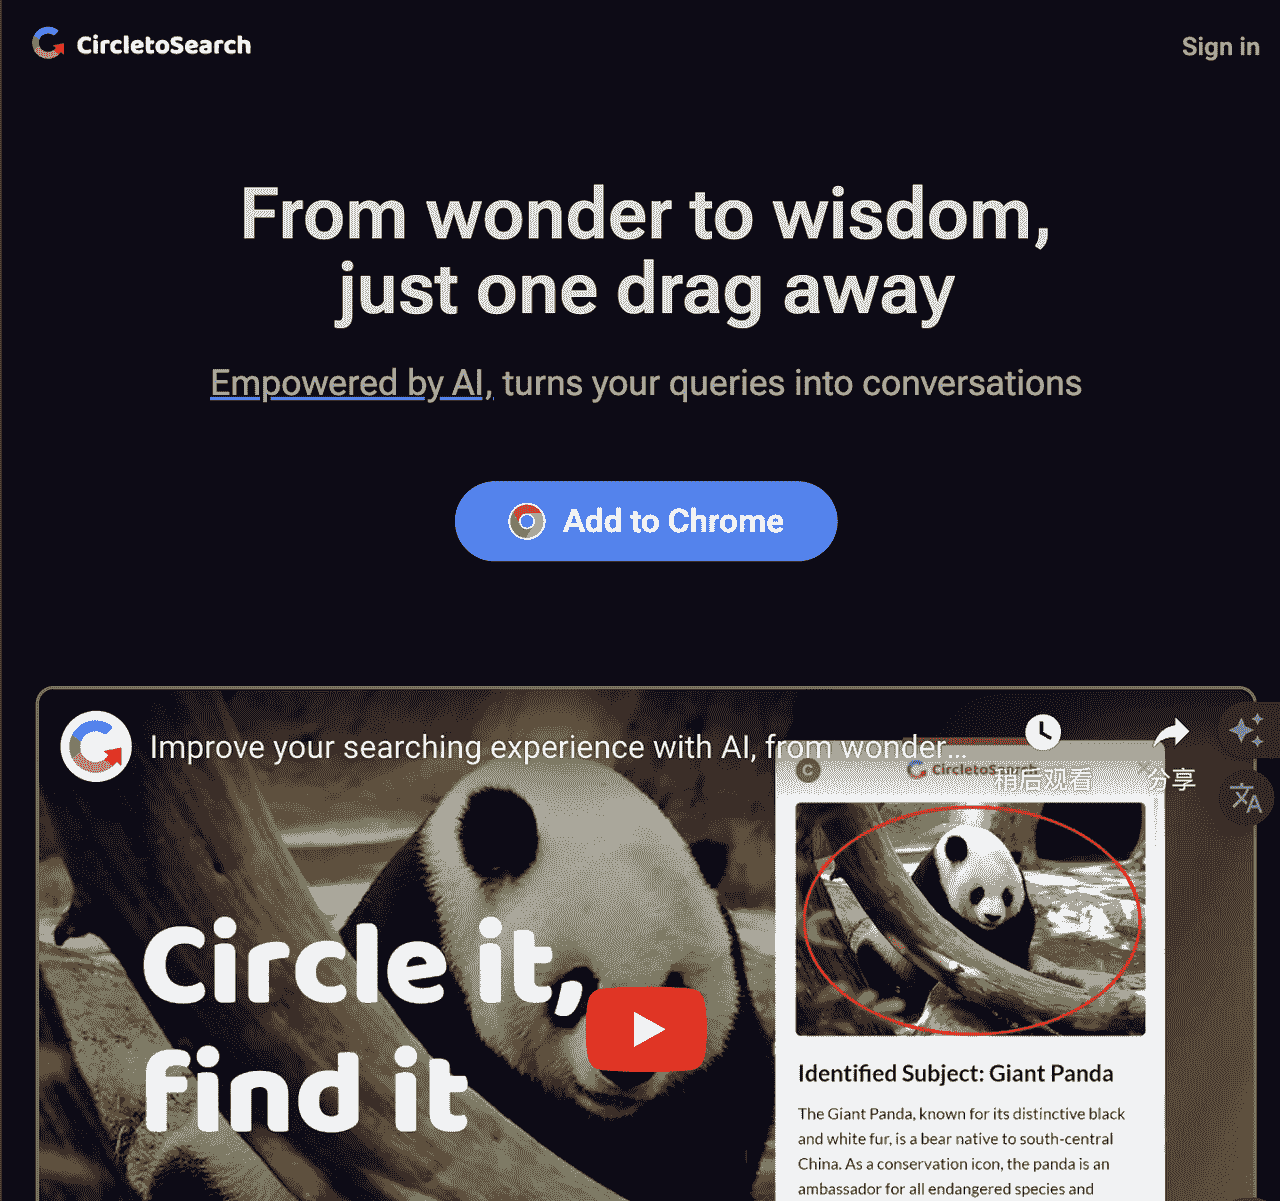 CircletoSearch
Sign in
From wonder to wisdom,
just one drag away
Empowered by AI, turns your queries into conversations
Add to Chrome
Improve your searching experience with AI, from wonder...
稍后观看
分享
C
CircletoSearch
Circle it,
find it
Identified Subject: Giant Panda
The Giant Panda, known for its distinctive black
and white fur, is a bear native to south-central
China. As a conservation icon, the panda is an
ambassador for all endangered species and